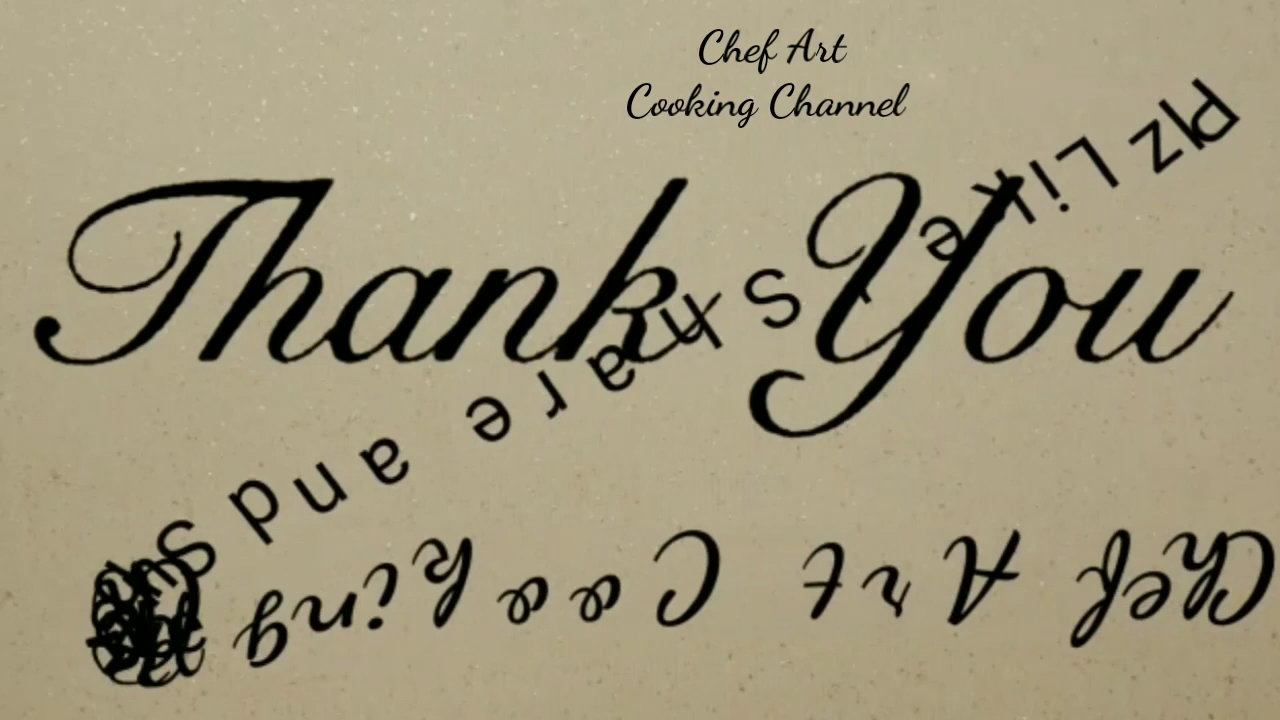 Chef Art
Cooking Channel
Thank You
Plz Like, Share and S
Chef Art Cooking